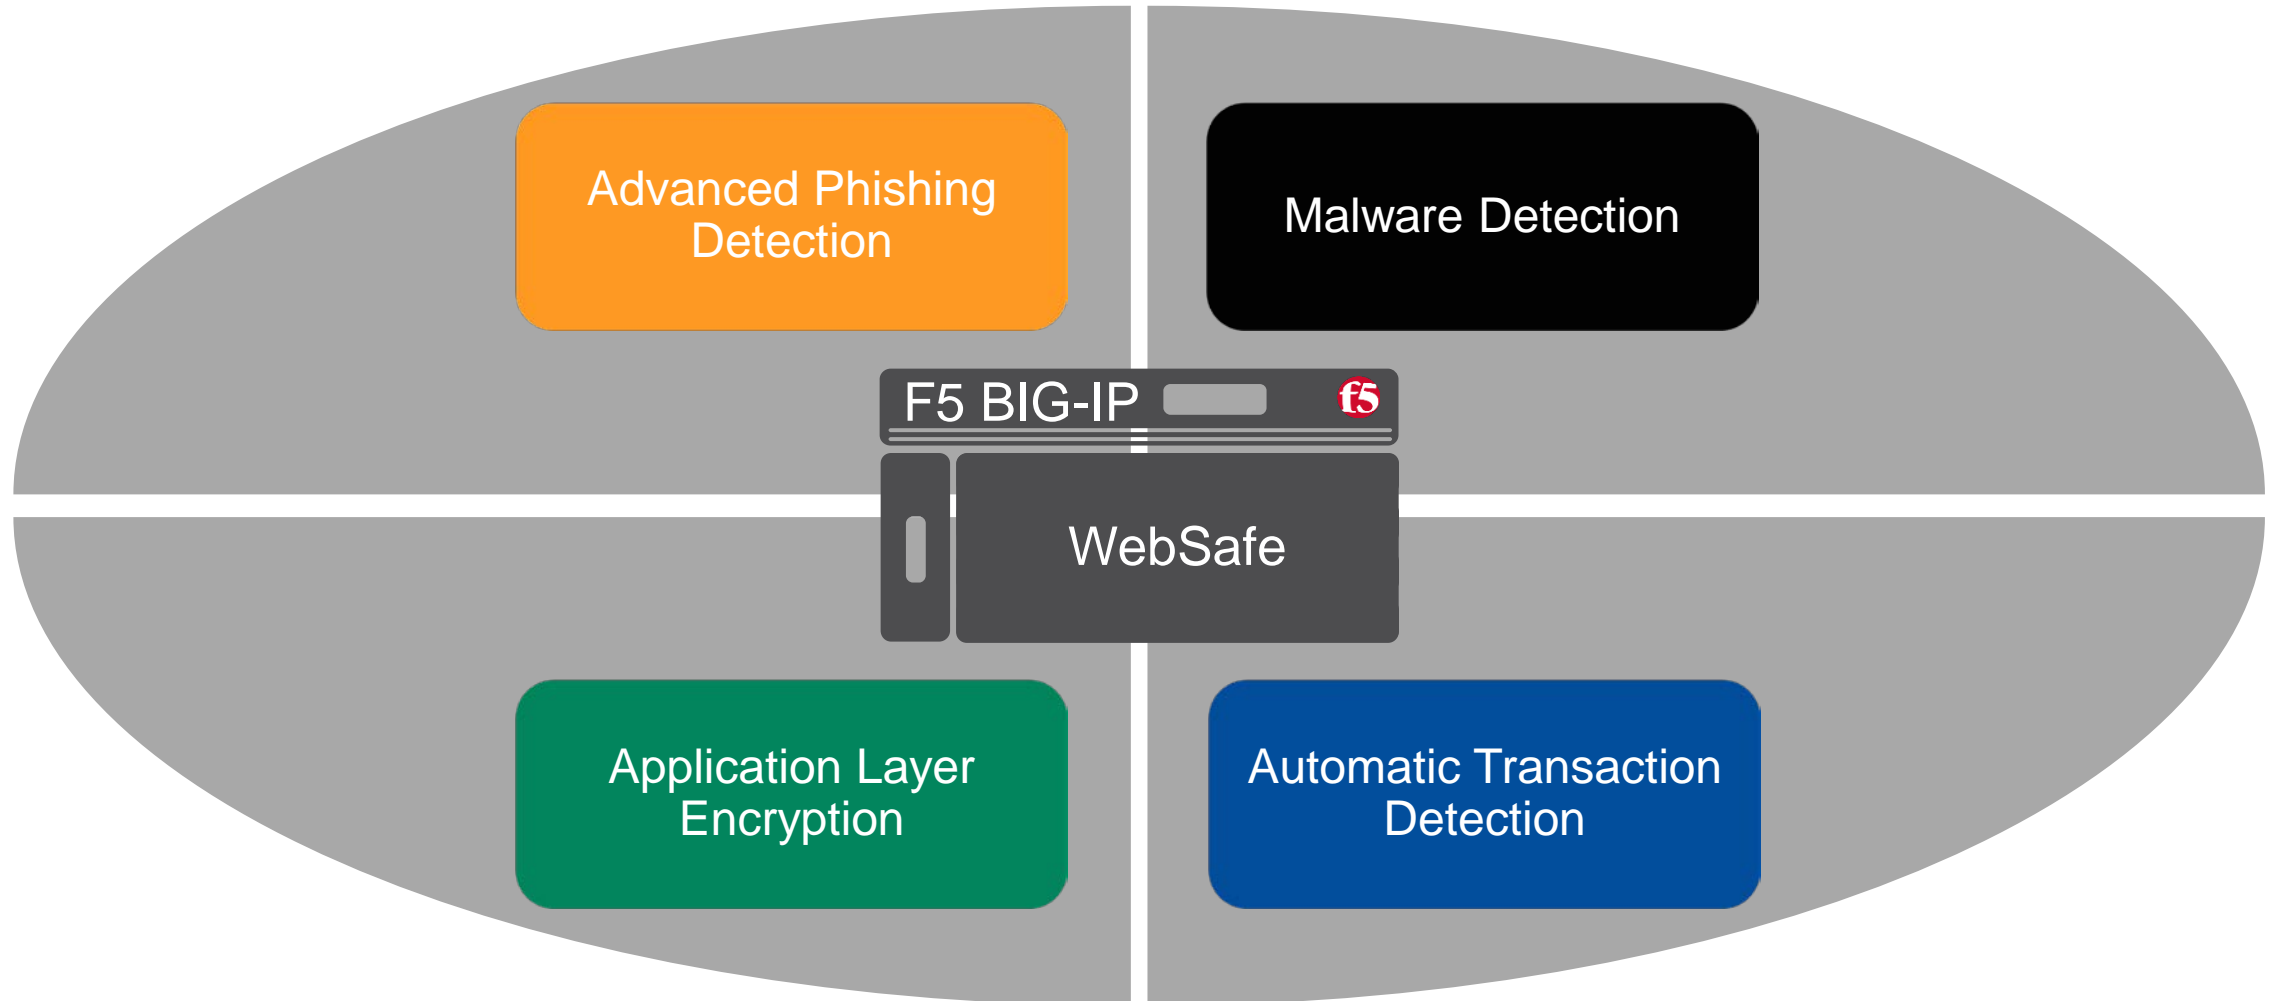 Advanced Phishing
Detection
Malware Detection
F5 BIG-IP
f5
WebSafe
Application Layer
Encryption
Automatic Transaction
Detection